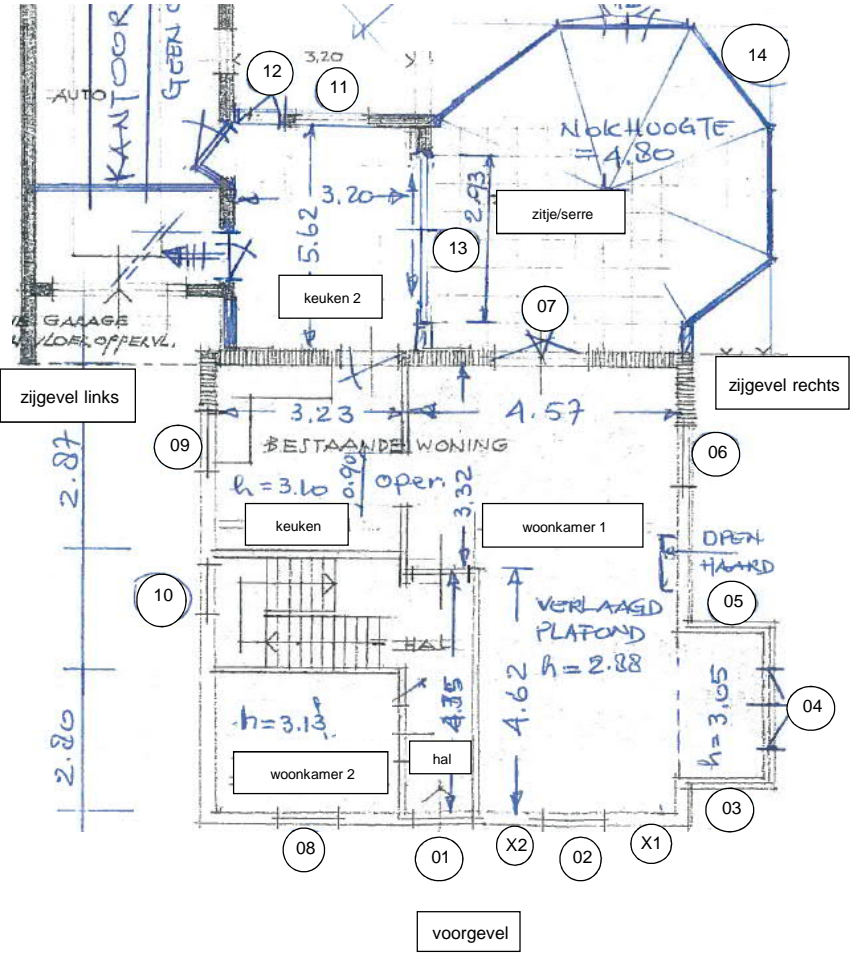 KANTOOR
GEEN
AUTO
12
3,20
11
14
NOKHOOGTE
= 4.80
3.20
5.62
2.93
zitje/serre
13
keuken 2
07
GARAGE
VLOEROPPERVL.
zijgevel links
zijgevel rechts
3.23
4.57
09
BESTAANDE WONING
06
2.87
h=3.10
0.90
open
3.32
keuken
woonkamer 1
OPEN
HAARD
10
05
VERLAAGD
PLAFOND
h=2.88
HAL
4.35
4.62
h=3,05
04
2.80
h=3.13
hal
woonkamer 2
03
08
01
X2
02
X1
voorgevel